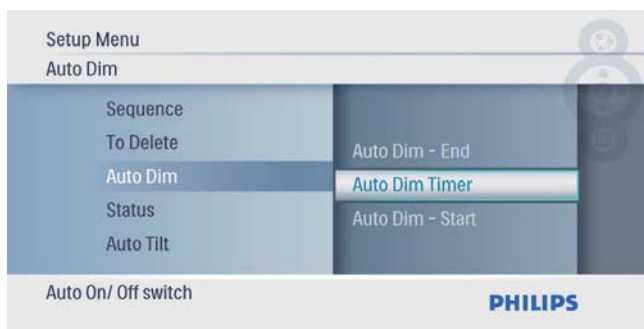 Setup Menu
Auto Dim
Sequence
To Delete
Auto Dim
Status
Auto Tilt
Auto Dim - End
Auto Dim Timer
Auto Dim - Start
Auto On/ Off switch
PHILIPS